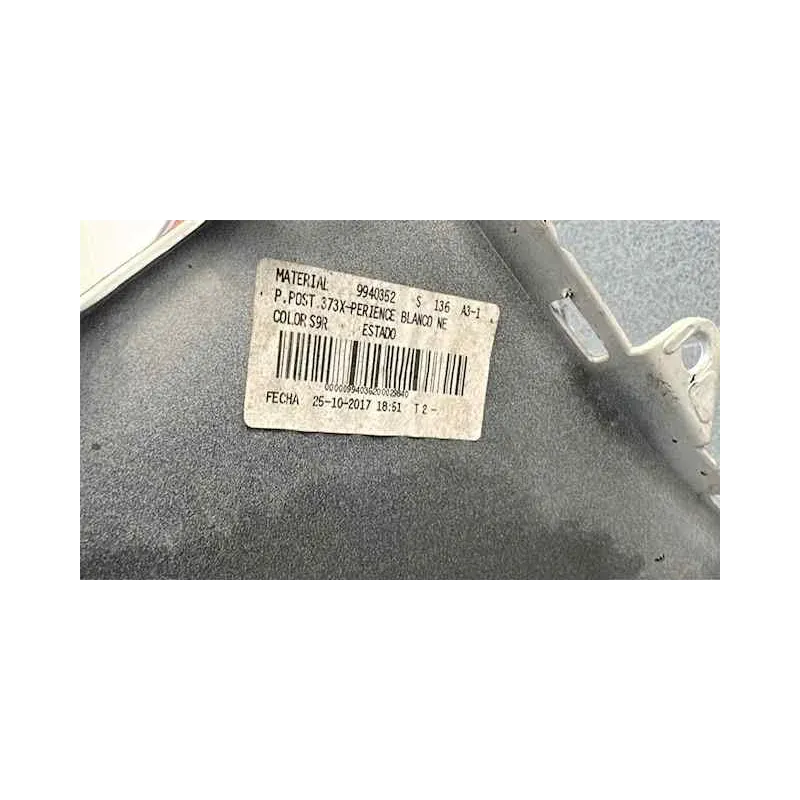 MATERIAL 9940352 S 136 A3-1
P.POST.373X-PERIENCE BLANCO NE
COLOR S9R ESTADO
00000994035200029840
FECHA 25-10-2017 18:51 T2-